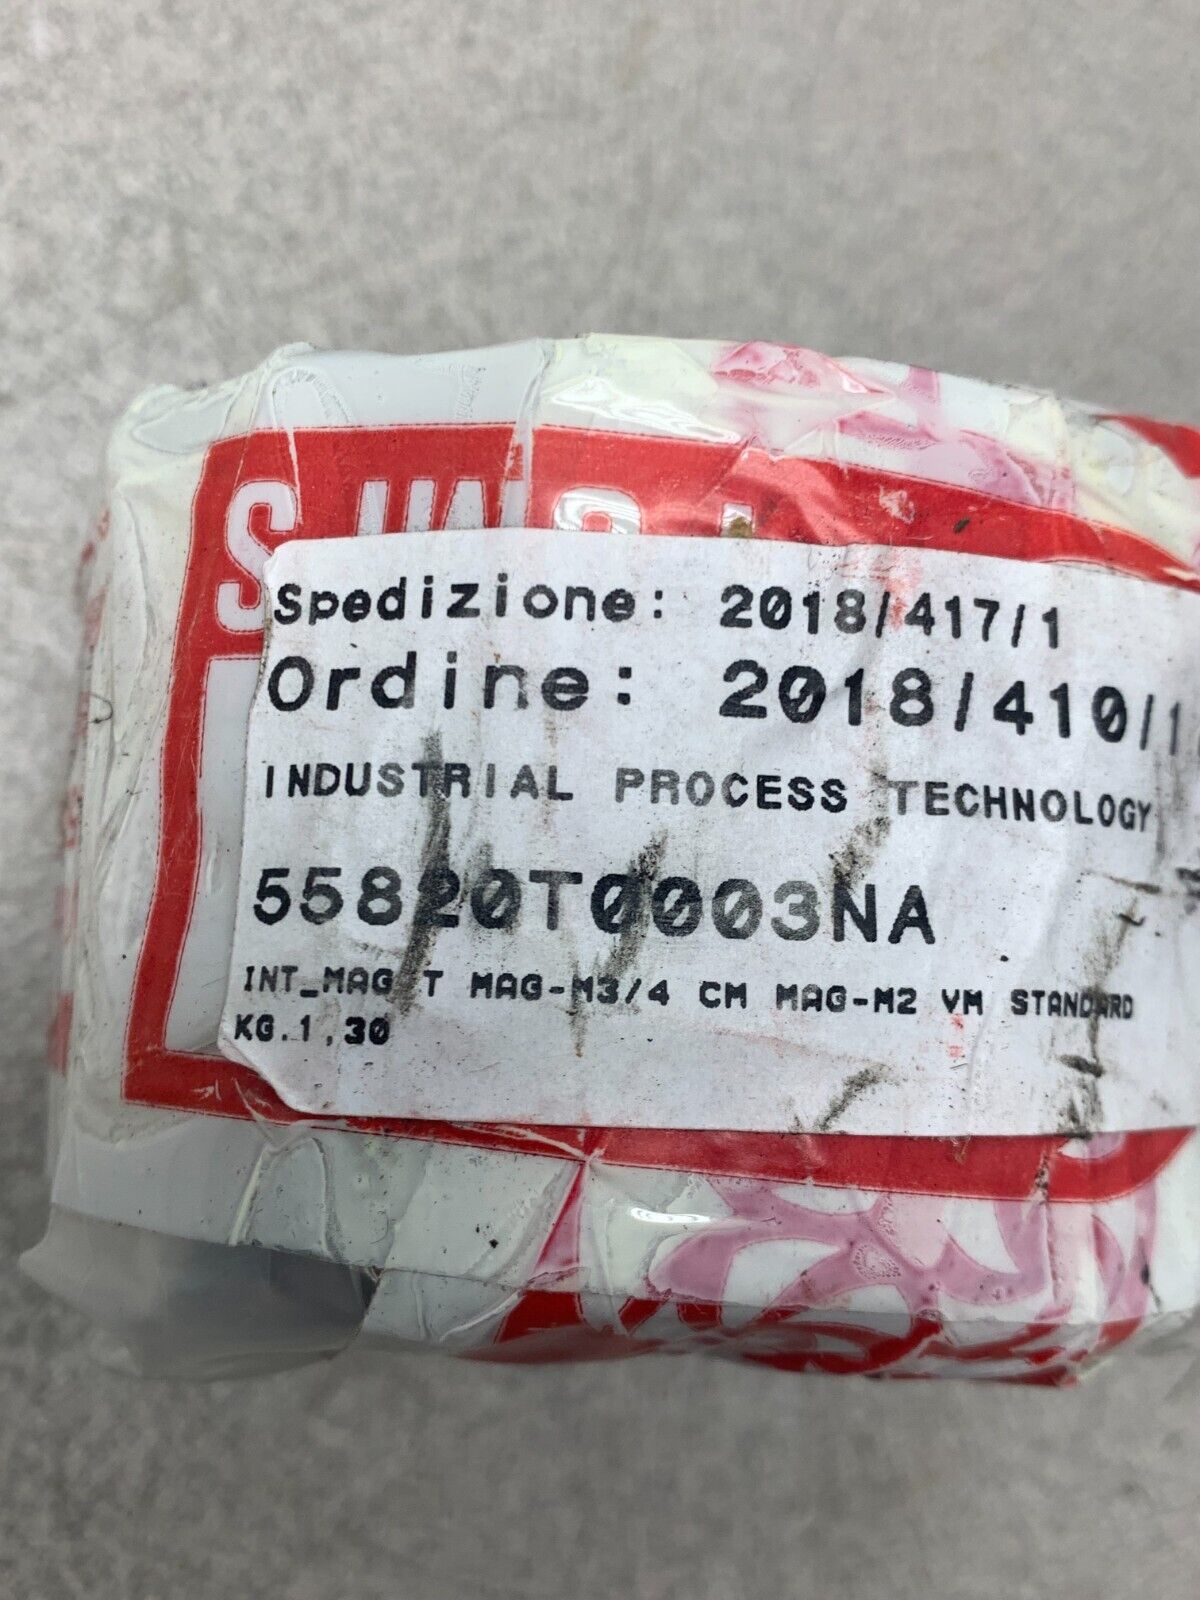 Spedizione: 2018/417/1
Ordine: 2018/410/1
INDUSTRIAL PROCESS TECHNOLOGY
55820T0003NA
INT_MAG T MAG-M3/4 CM MAG-M2 VM STANDARD
KG.1,30